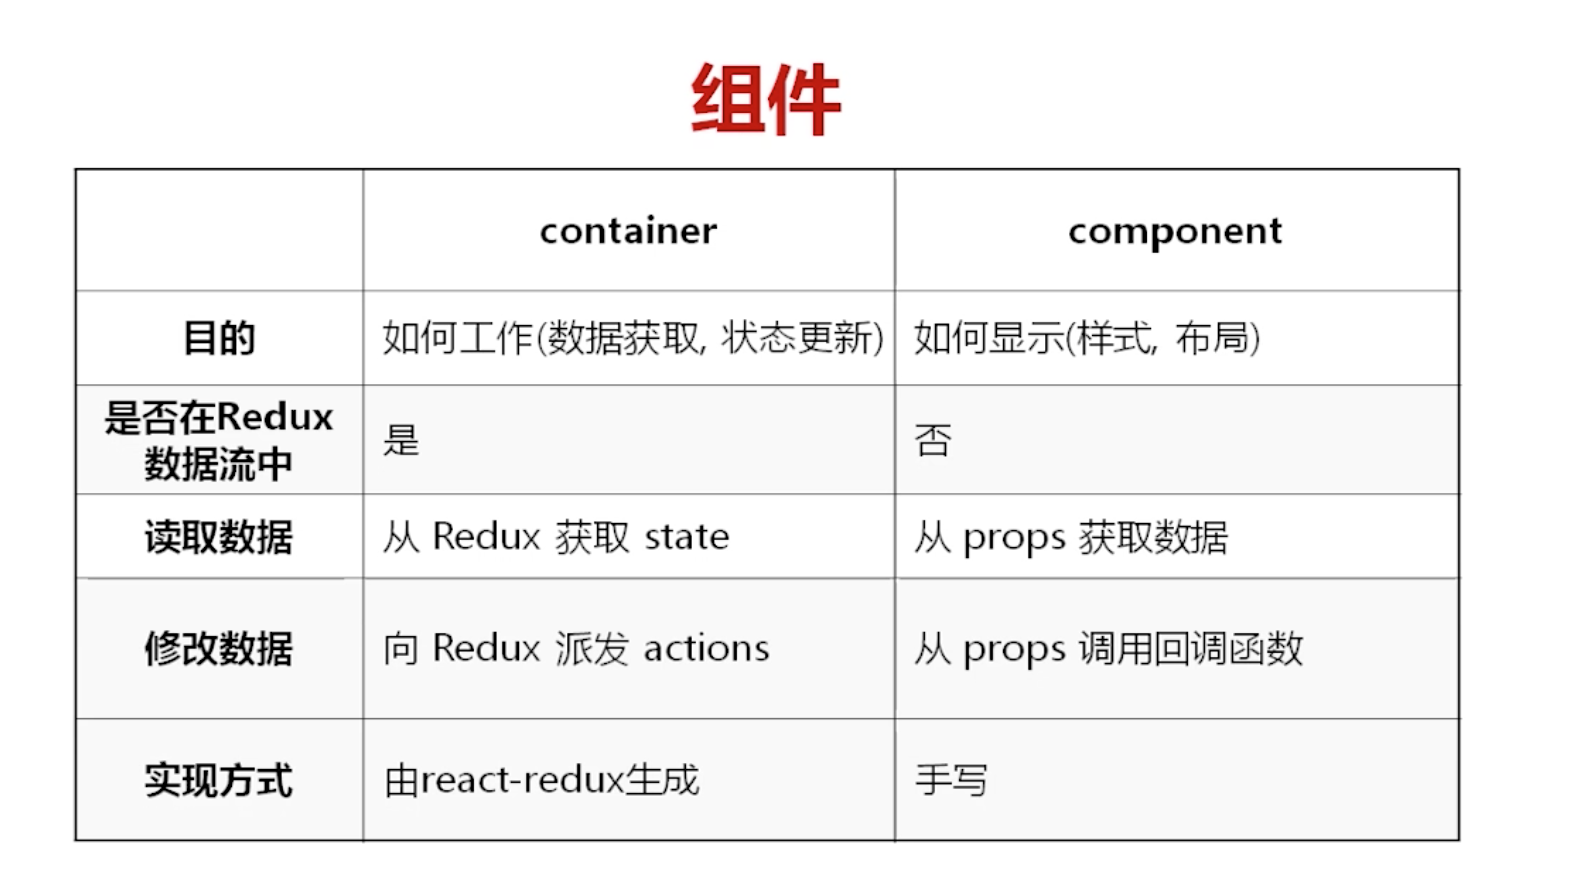 组件
container
component
目的
如何工作(数据获取, 状态更新)
如何显示(样式, 布局)
是否在Redux
数据流中
是
否
读取数据
从 Redux 获取 state
从 props 获取数据
修改数据
向 Redux 派发 actions
从 props 调用回调函数
实现方式
由react-redux生成
手写